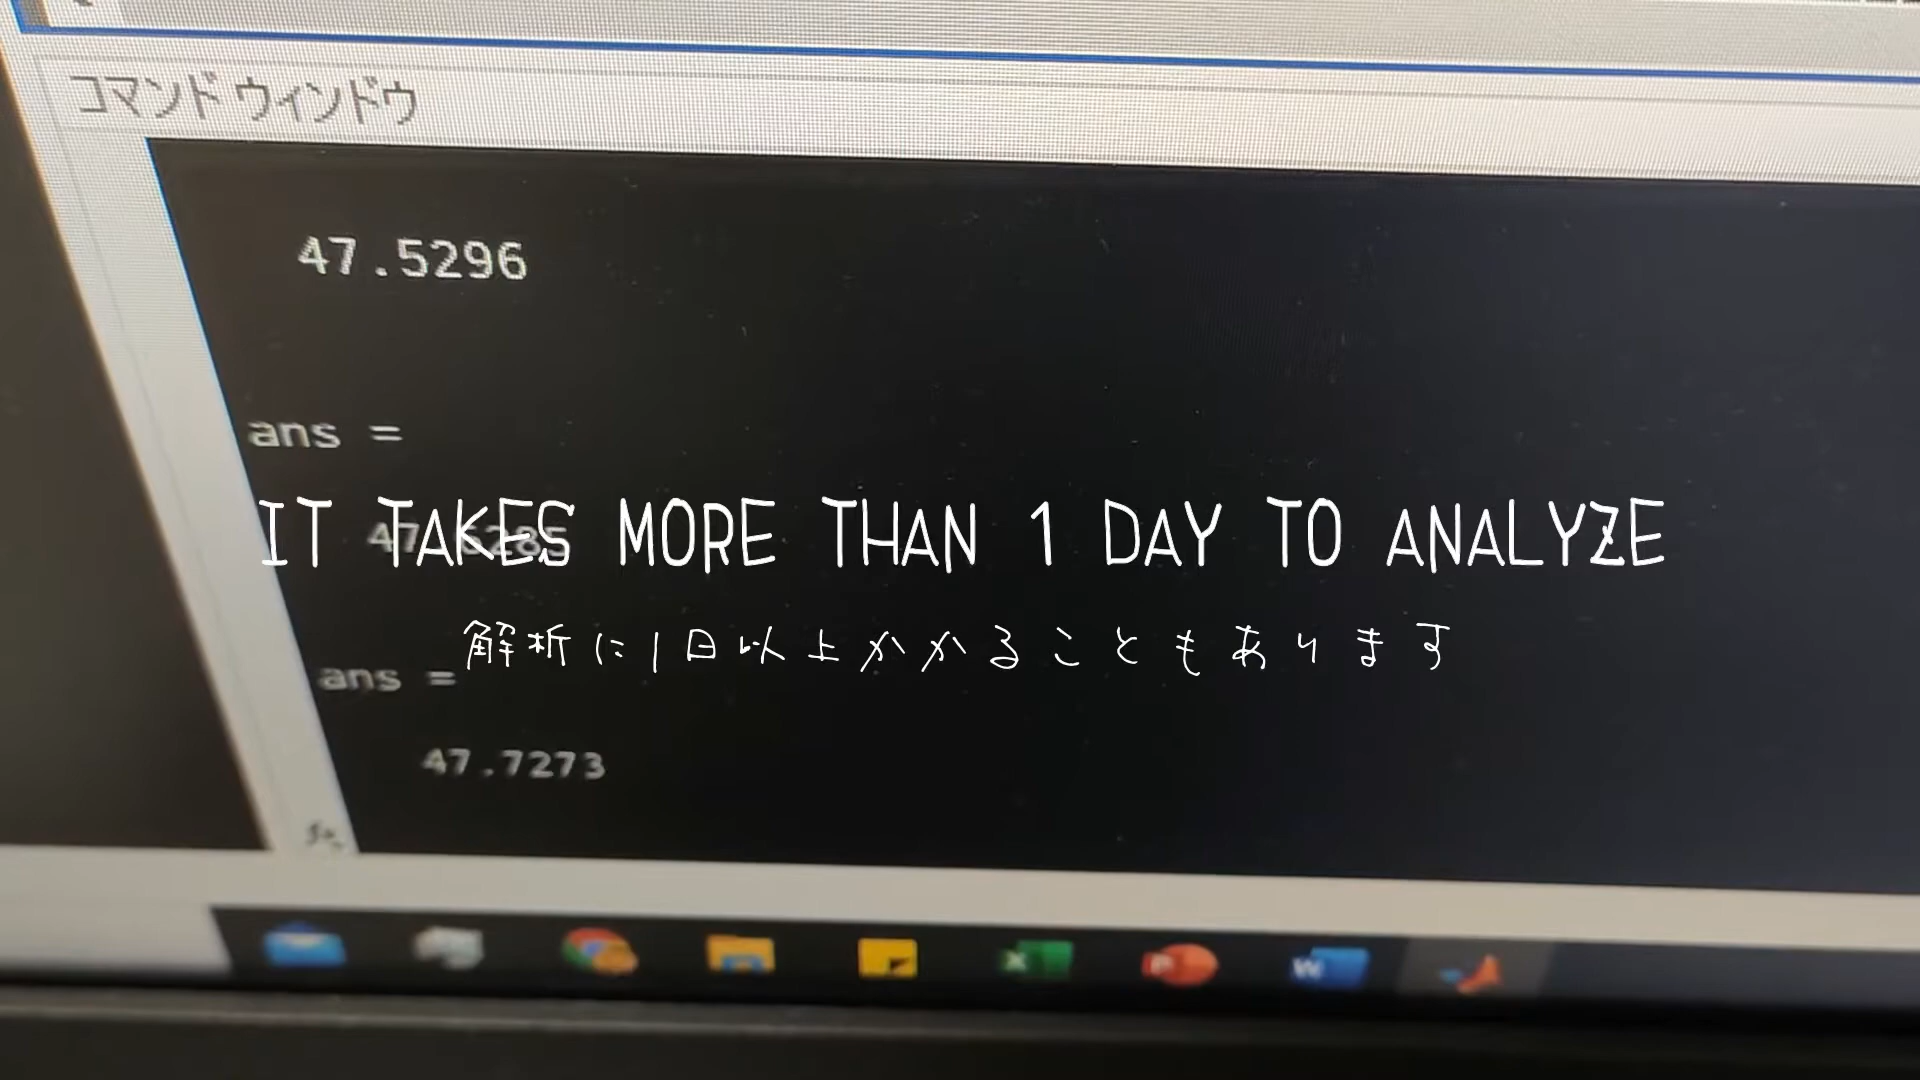 コマンド ウィンドウ
47.5296
ans =
47.6285
IT TAKES MORE THAN 1 DAY TO ANALYZE
解析に1日以上かかることもあります
ans =
47.7273